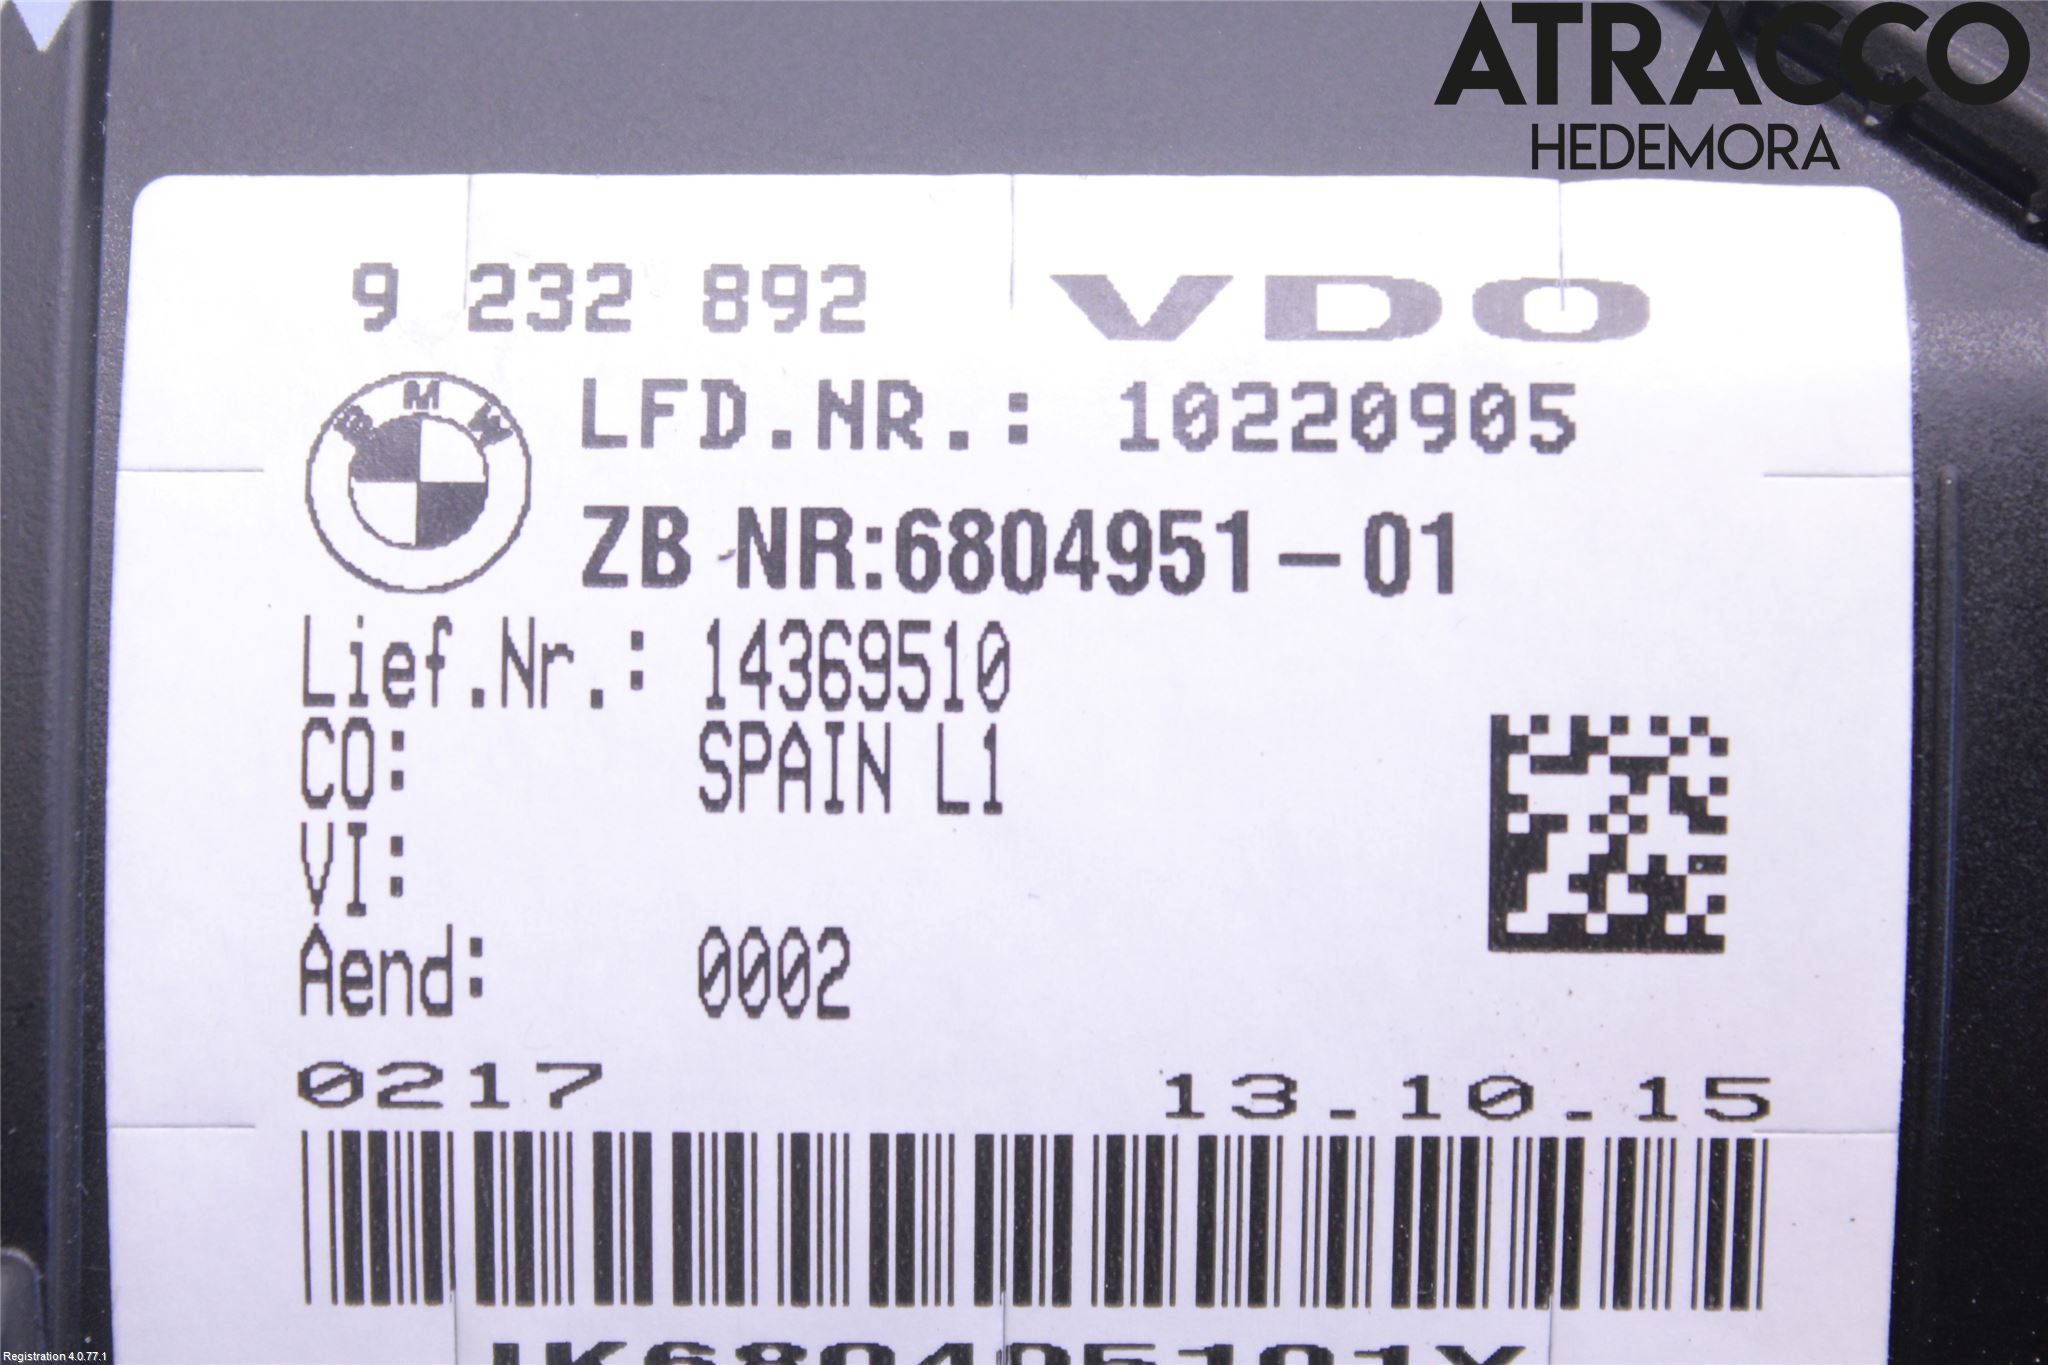 ATRACCO
HEDEMORA
9 232 892 VDO
BMW
LFD.NR.: 10220905
ZB NR:6804951-01
Lief.Nr.: 14369510
CO: SPAIN L1
VI:
Aend: 0002
0217 13.10.15
Registration 4.0.77.1